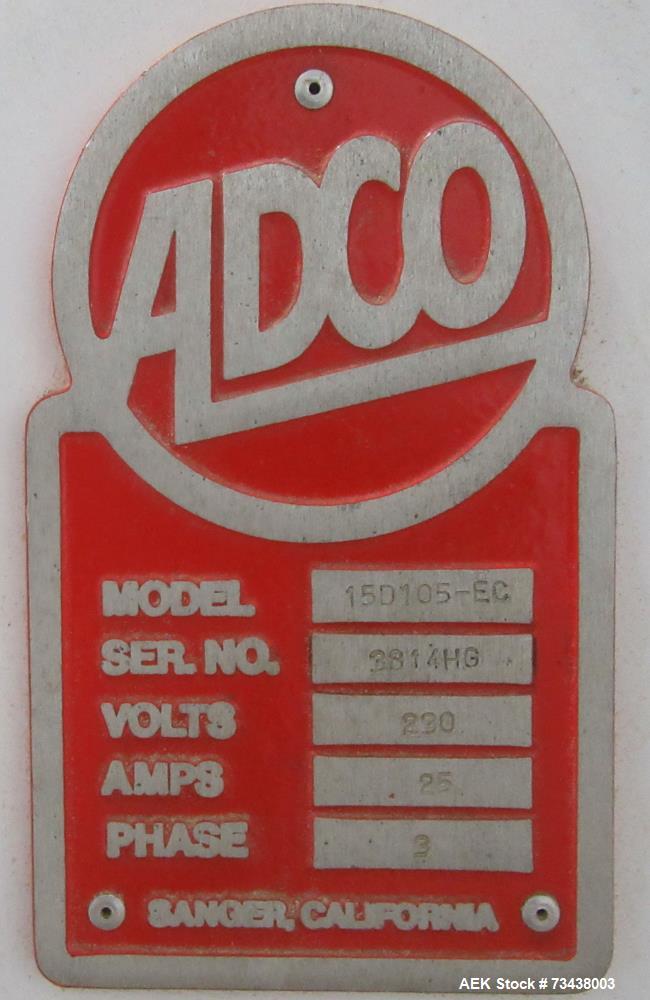 ADCO
MODEL 15D105-EC
SER. NO. 3814HG
VOLTS 230
AMPS 25
PHASE 3
SANGER, CALIFORNIA
AEK Stock # 73438003